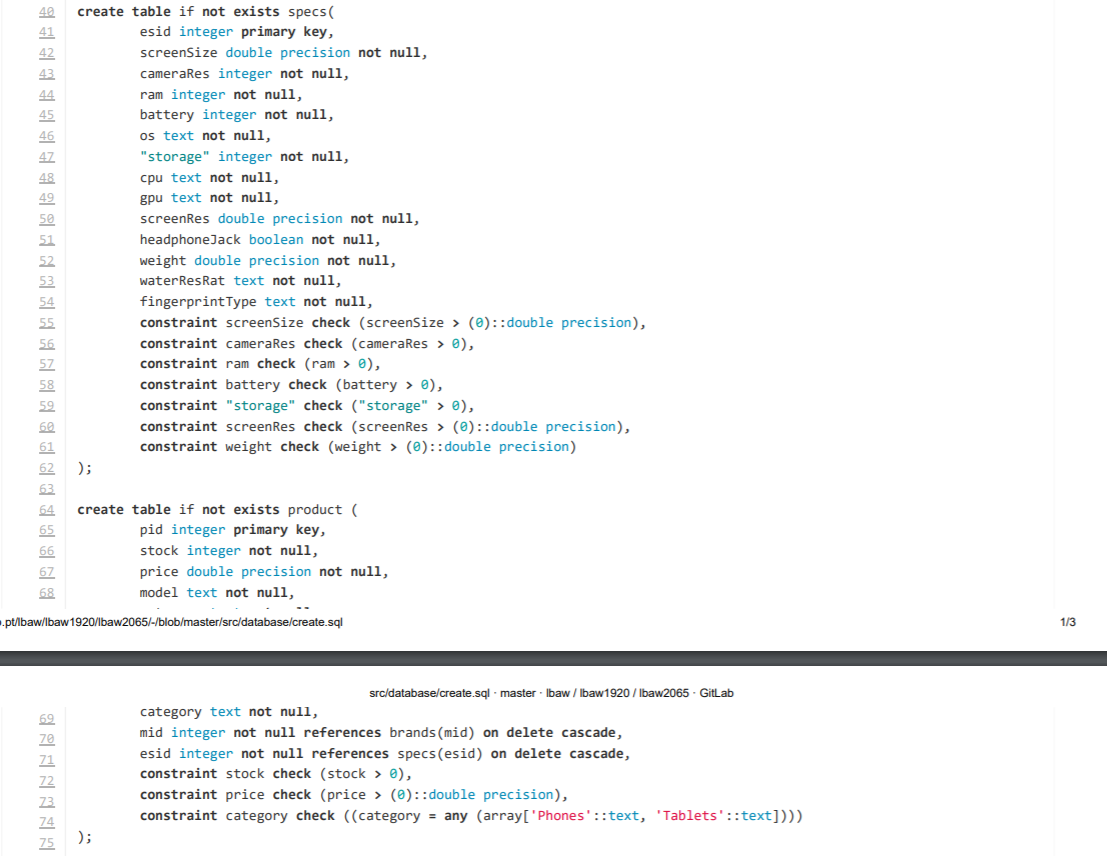 40 create table if not exists specs(
41 esid integer primary key,
42 screenSize double precision not null,
43 cameraRes integer not null,
44 ram integer not null,
45 battery integer not null,
46 os text not null,
47 "storage" integer not null,
48 cpu text not null,
49 gpu text not null,
50 screenRes double precision not null,
51 headphoneJack boolean not null,
52 weight double precision not null,
53 waterResRat text not null,
54 fingerprintType text not null,
55 constraint screenSize check (screenSize > (0)::double precision),
56 constraint cameraRes check (cameraRes > 0),
57 constraint ram check (ram > 0),
58 constraint battery check (battery > 0),
59 constraint "storage" check ("storage" > 0),
60 constraint screenRes check (screenRes > (0)::double precision),
61 constraint weight check (weight > (0)::double precision)
62 );
63
64 create table if not exists product (
65 pid integer primary key,
66 stock integer not null,
67 price double precision not null,
68 model text not null,
.pt/lbaw/lbaw1920/lbaw2065/-/blob/master/src/database/create.sql 1/3
src/database/create.sql · master · lbaw / lbaw1920 / lbaw2065 · GitLab
69 category text not null,
70 mid integer not null references brands(mid) on delete cascade,
71 esid integer not null references specs(esid) on delete cascade,
72 constraint stock check (stock > 0),
73 constraint price check (price > (0)::double precision),
74 constraint category check ((category = any (array['Phones'::text, 'Tablets'::text])))
75 );